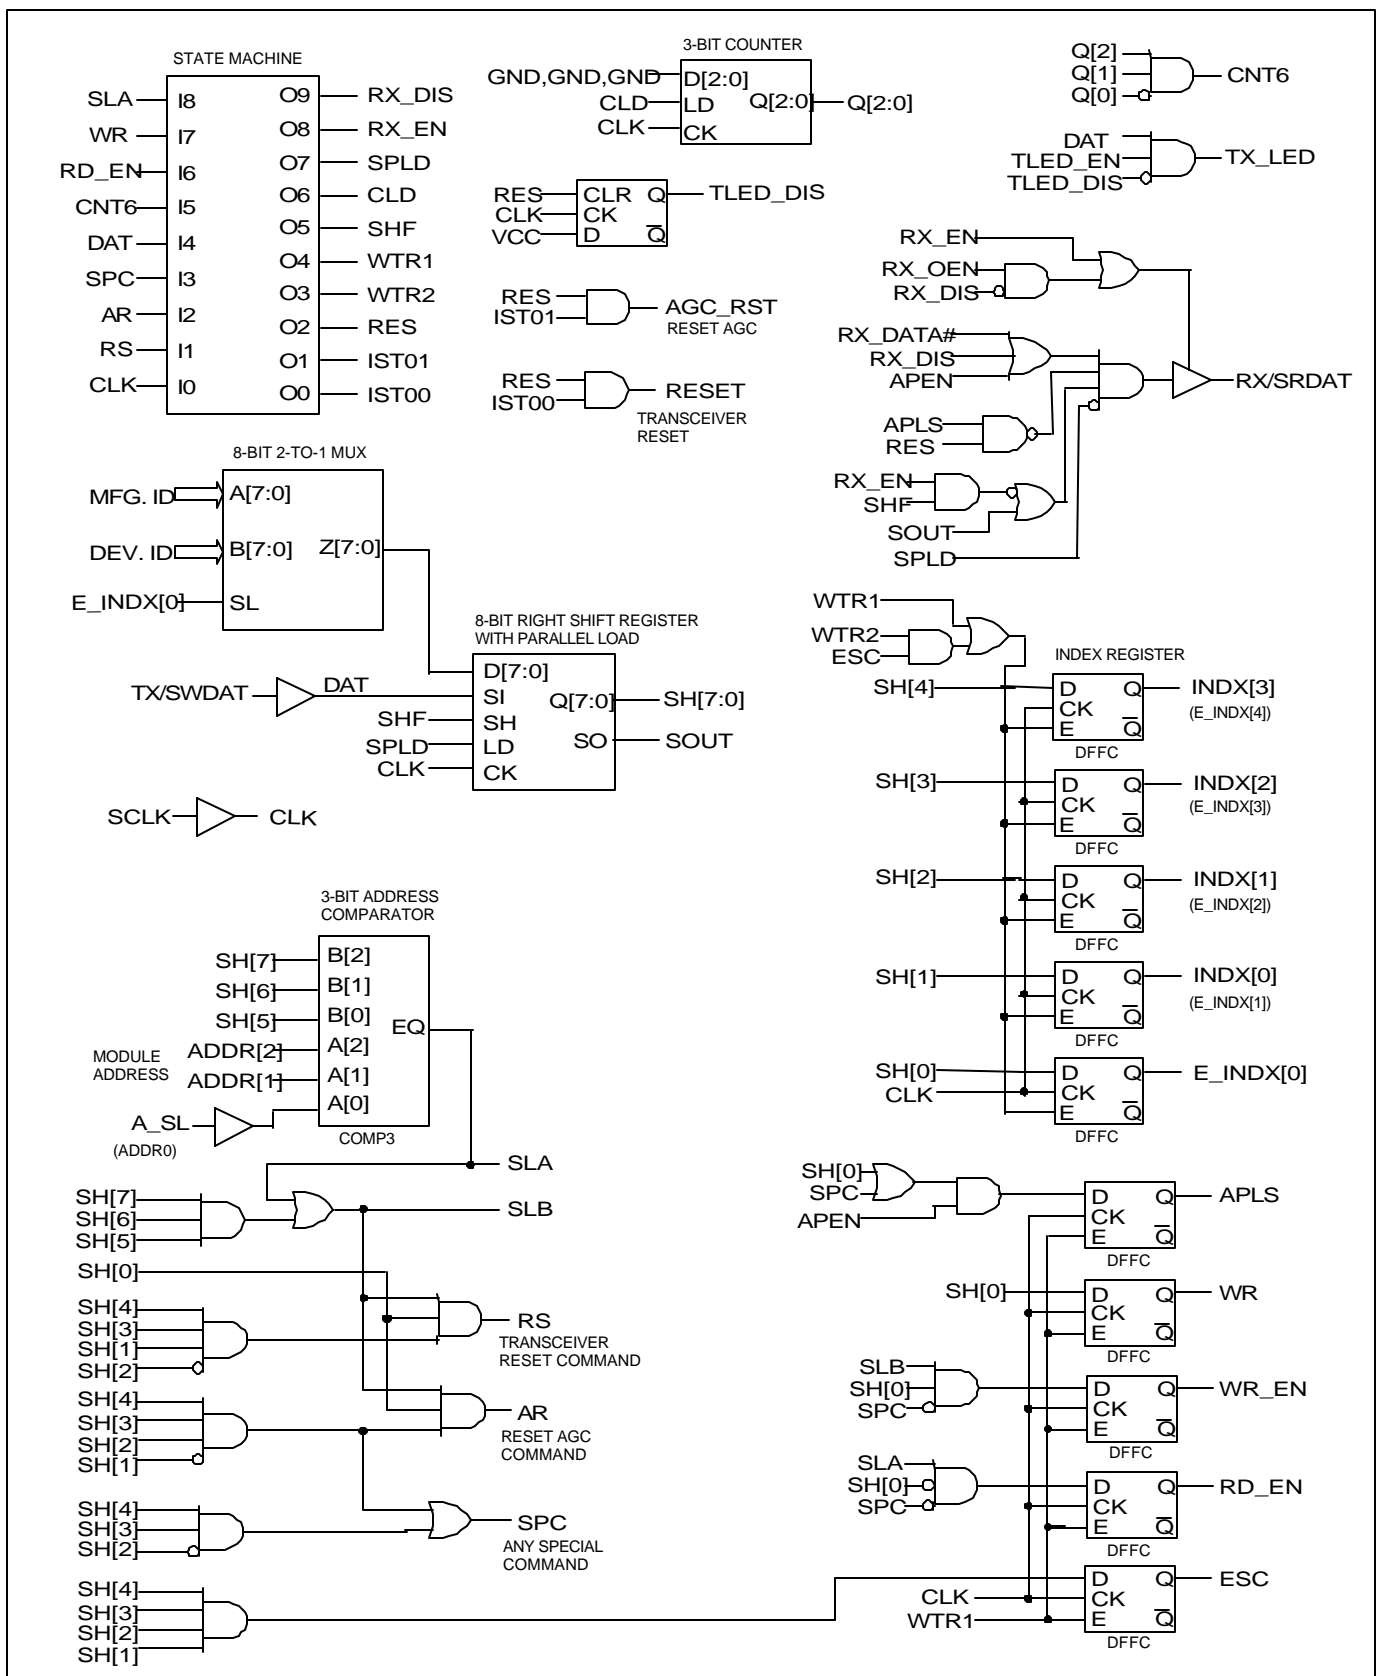 STATE MACHINE
SLA
WR
RD_EN
CNT6
DAT
SPC
AR
RS
CLK
I8
I7
I6
I5
I4
I3
I2
I1
I0
O9
O8
O7
O6
O5
O4
O3
O2
O1
O0
RX_DIS
RX_EN
SPLD
CLD
SHF
WTR1
WTR2
RES
IST01
IST00
3-BIT COUNTER
GND,GND,GND
CLD
CLK
D[2:0]
LD
CK
Q[2:0]
Q[2:0]
RES
CLK
VCC
CLR
CK
D
Q
Q
TLED_DIS
RES
IST01
AGC_RST
RESET AGC
RES
IST00
RESET
TRANSCEIVER
RESET
Q[2]
Q[1]
Q[0]
CNT6
DAT
TLED_EN
TLED_DIS
TX_LED
RX_EN
RX_OEN
RX_DIS
RX_DATA#
RX_DIS
APEN
APLS
RES
RX_EN
SHF
SOUT
SPLD
RX/SRDAT
8-BIT 2-TO-1 MUX
MFG. ID
DEV. ID
E_INDX[0]
A[7:0]
B[7:0]
SL
Z[7:0]
8-BIT RIGHT SHIFT REGISTER
WITH PARALLEL LOAD
TX/SWDAT
DAT
SHF
SPLD
CLK
D[7:0]
SI
SH
LD
CK
Q[7:0]
SO
SH[7:0]
SOUT
SCLK
CLK
WTR1
WTR2
ESC
INDEX REGISTER
SH[4]
D
CK
E
Q
Q
DFFC
INDX[3]
(E_INDX[4])
SH[3]
D
CK
E
Q
Q
DFFC
INDX[2]
(E_INDX[3])
SH[2]
D
CK
E
Q
Q
DFFC
INDX[1]
(E_INDX[2])
SH[1]
D
CK
E
Q
Q
DFFC
INDX[0]
(E_INDX[1])
SH[0]
CLK
D
CK
E
Q
Q
DFFC
E_INDX[0]
3-BIT ADDRESS
COMPARATOR
SH[7]
SH[6]
SH[5]
MODULE
ADDRESS
ADDR[2]
ADDR[1]
A_SL
(ADDR0)
B[2]
B[1]
B[0]
A[2]
A[1]
A[0]
EQ
COMP3
SLA
SLB
SH[7]
SH[6]
SH[5]
SH[0]
SH[4]
SH[3]
SH[1]
SH[2]
RS
TRANSCEIVER
RESET COMMAND
SH[4]
SH[3]
SH[2]
SH[1]
AR
RESET AGC
COMMAND
SH[4]
SH[3]
SH[2]
SPC
ANY SPECIAL
COMMAND
SH[4]
SH[3]
SH[2]
SH[1]
SH[0]
SPC
APEN
D
CK
E
Q
Q
DFFC
APLS
SH[0]
D
CK
E
Q
Q
DFFC
WR
SLB
SH[0]
SPC
D
CK
E
Q
Q
DFFC
WR_EN
SLA
SH[0]
SPC
D
CK
E
Q
Q
DFFC
RD_EN
CLK
WTR1
D
CK
E
Q
Q
DFFC
ESC